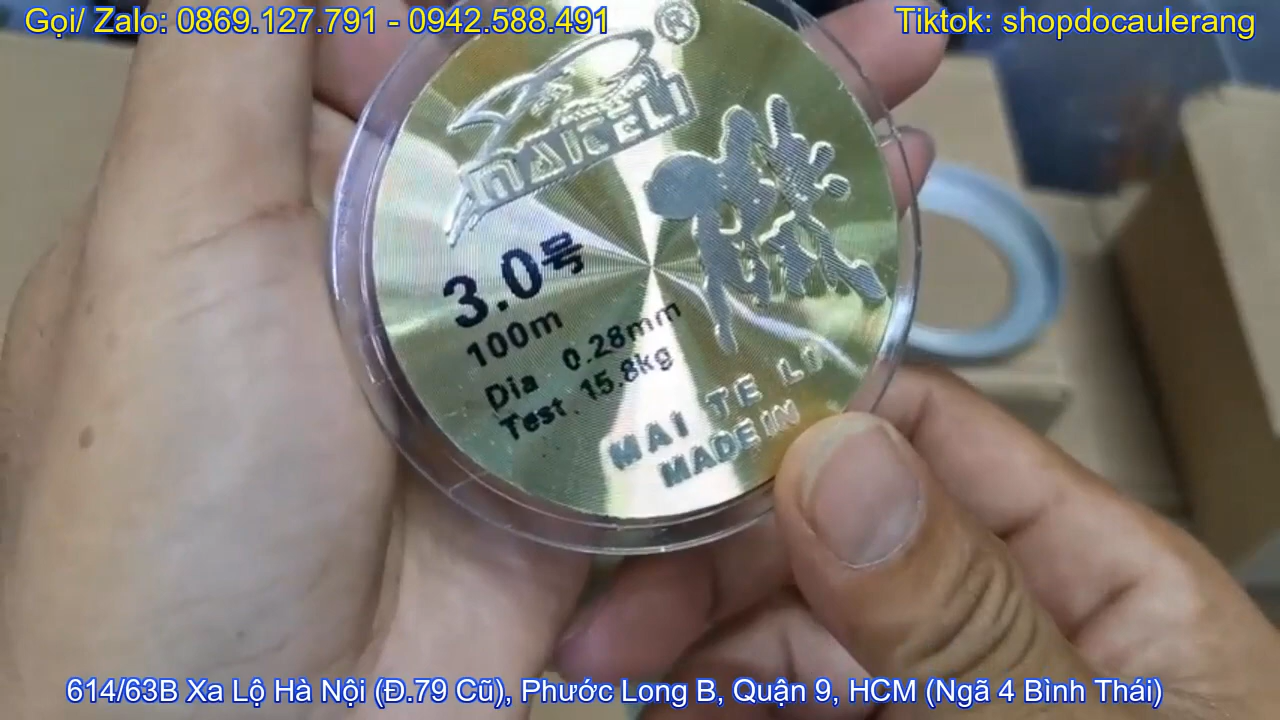 Gọi/ Zalo: 0869.127.791 - 0942.588.491
Tiktok: shopdocaulerang
®
3.0号
100m
Dia 0.28mm
Test 15.8kg
MAI TE LI
MADE IN
614/63B Xa Lộ Hà Nội (Đ.79 Cũ), Phước Long B, Quận 9, HCM (Ngã 4 Bình Thái)